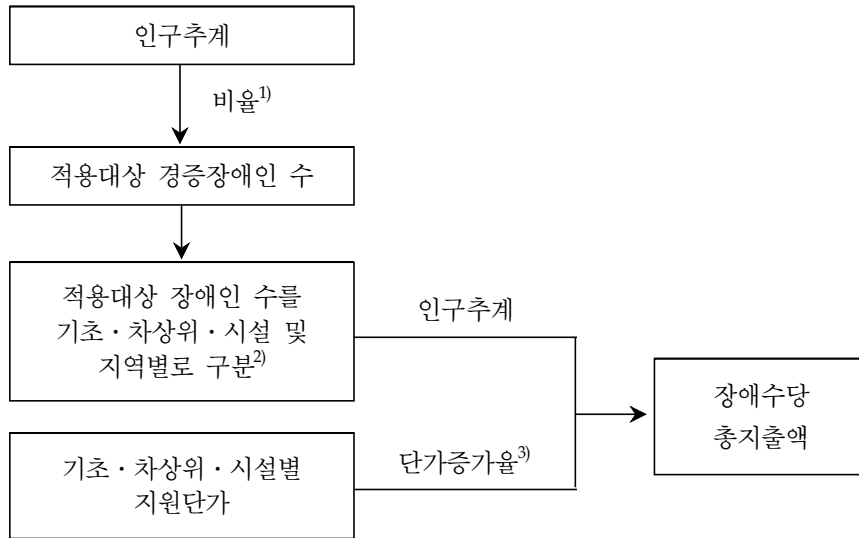 인구추계
비율1)
적용대상 경증장애인 수
적용대상 장애인 수를
기초·차상위·시설 및
지역별로 구분2)
인구추계
장애수당
총지출액
기초·차상위·시설별
지원단가
단가증가율3)